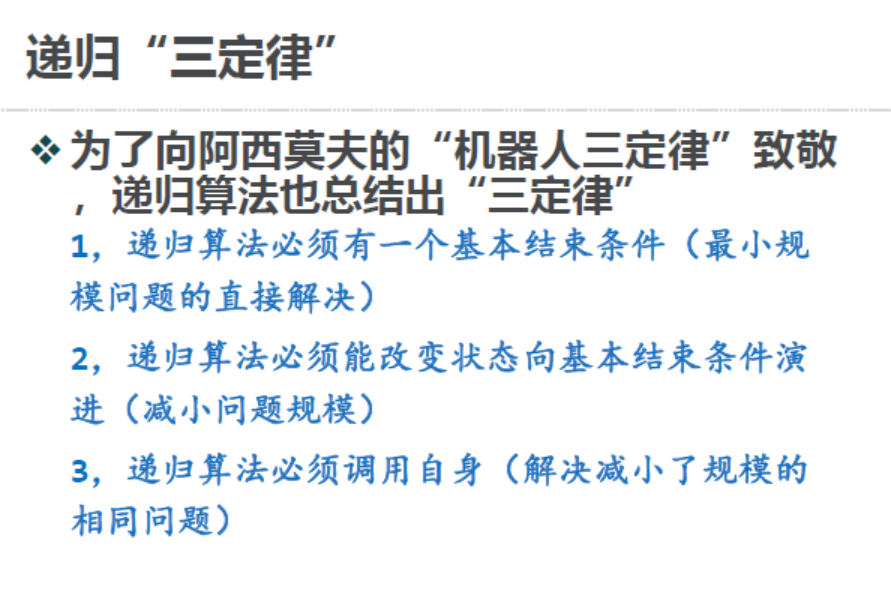 递归“三定律”
为了向阿西莫夫的“机器人三定律”致敬
，递归算法也总结出“三定律”
1，递归算法必须有一个基本结束条件（最小规
模问题的直接解决）
2，递归算法必须能改变状态向基本结束条件演
进（减小问题规模）
3，递归算法必须调用自身（解决减小了规模的
相同问题）